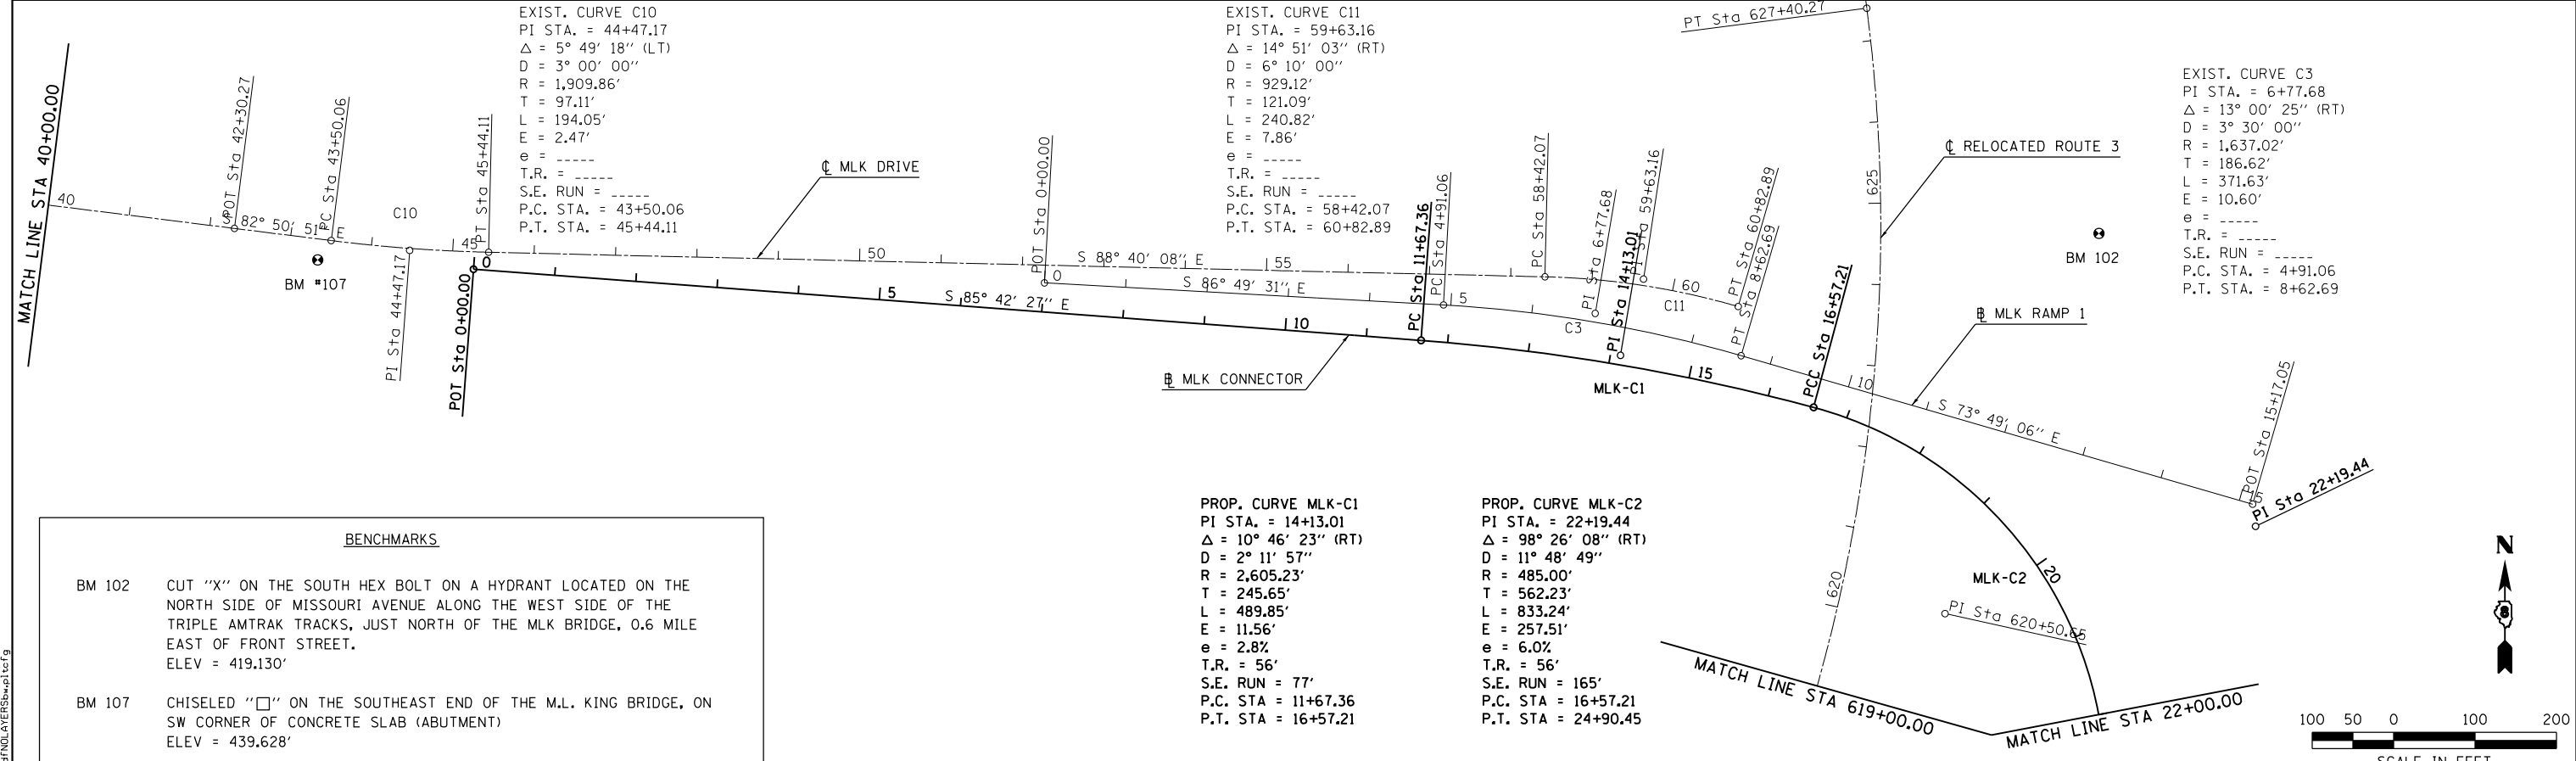 EXIST. CURVE C10
PI STA. = 44+47.17
Δ = 5° 49' 18" (LT)
D = 3° 00' 00"
R = 1,909.86'
T = 97.11'
L = 194.05'
E = 2.47'
e = _____
T.R. = _____
S.E. RUN = _____
P.C. STA. = 43+50.06
P.T. STA. = 45+44.11
EXIST. CURVE C11
PI STA. = 59+63.16
Δ = 14° 51' 03" (RT)
D = 6° 10' 00"
R = 929.12'
T = 121.09'
L = 240.82'
E = 7.86'
e = _____
T.R. = _____
S.E. RUN = _____
P.C. STA. = 58+42.07
P.T. STA. = 60+82.89
PT Sta 627+40.27
EXIST. CURVE C3
PI STA. = 6+77.68
Δ = 13° 00' 25" (RT)
D = 3° 30' 00"
R = 1,637.02'
T = 186.62'
L = 371.63'
E = 10.60'
e = _____
T.R. = _____
S.E. RUN = _____
P.C. STA. = 4+91.06
P.T. STA. = 8+62.69
MATCH LINE STA 40+00.00
40
POT Sta 42+30.27
S 82° 50' 51" E
PC Sta 43+50.06
BM #107
C10
PI Sta 44+47.17
45
PT Sta 45+44.11
POT Sta 0+00.00
0
℄ MLK DRIVE
50
5
S 85° 42' 27" E
POT Sta 0+00.00
0
S 88° 40' 08" E
55
S 86° 49' 31" E
10
℄ MLK CONNECTOR
PC Sta 11+67.36
PC Sta 4+91.06
5
PC Sta 58+42.07
C3
PI Sta 6+77.68
PI Sta 14+13.01
PI Sta 59+63.16
C11
60
PT Sta 60+82.89
PT Sta 8+62.69
MLK-C1
15
PCC Sta 16+57.21
10
625
℄ RELOCATED ROUTE 3
BM 102
℄ MLK RAMP 1
S 73° 49' 06" E
POT Sta 15+17.05
15
PI Sta 22+19.44
MLK-C2
20
PI Sta 620+50.65
620
MATCH LINE STA 619+00.00
MATCH LINE STA 22+00.00
PROP. CURVE MLK-C1
PI STA. = 14+13.01
Δ = 10° 46' 23" (RT)
D = 2° 11' 57"
R = 2,605.23'
T = 245.65'
L = 489.85'
E = 11.56'
e = 2.8%
T.R. = 56'
S.E. RUN = 77'
P.C. STA = 11+67.36
P.T. STA = 16+57.21
PROP. CURVE MLK-C2
PI STA. = 22+19.44
Δ = 98° 26' 08" (RT)
D = 11° 48' 49"
R = 485.00'
T = 562.23'
L = 833.24'
E = 257.51'
e = 6.0%
T.R. = 56'
S.E. RUN = 165'
P.C. STA = 16+57.21
P.T. STA = 24+90.45
BENCHMARKS
BM 102 CUT "X" ON THE SOUTH HEX BOLT ON A HYDRANT LOCATED ON THE
NORTH SIDE OF MISSOURI AVENUE ALONG THE WEST SIDE OF THE
TRIPLE AMTRAK TRACKS, JUST NORTH OF THE MLK BRIDGE, 0.6 MILE
EAST OF FRONT STREET.
ELEV = 419.130'
BM 107 CHISELED "□" ON THE SOUTHEAST END OF THE M.L. KING BRIDGE, ON
SW CORNER OF CONCRETE SLAB (ABUTMENT)
ELEV = 439.628'
N
8
100 50 0 100 200
SCALE IN FEET